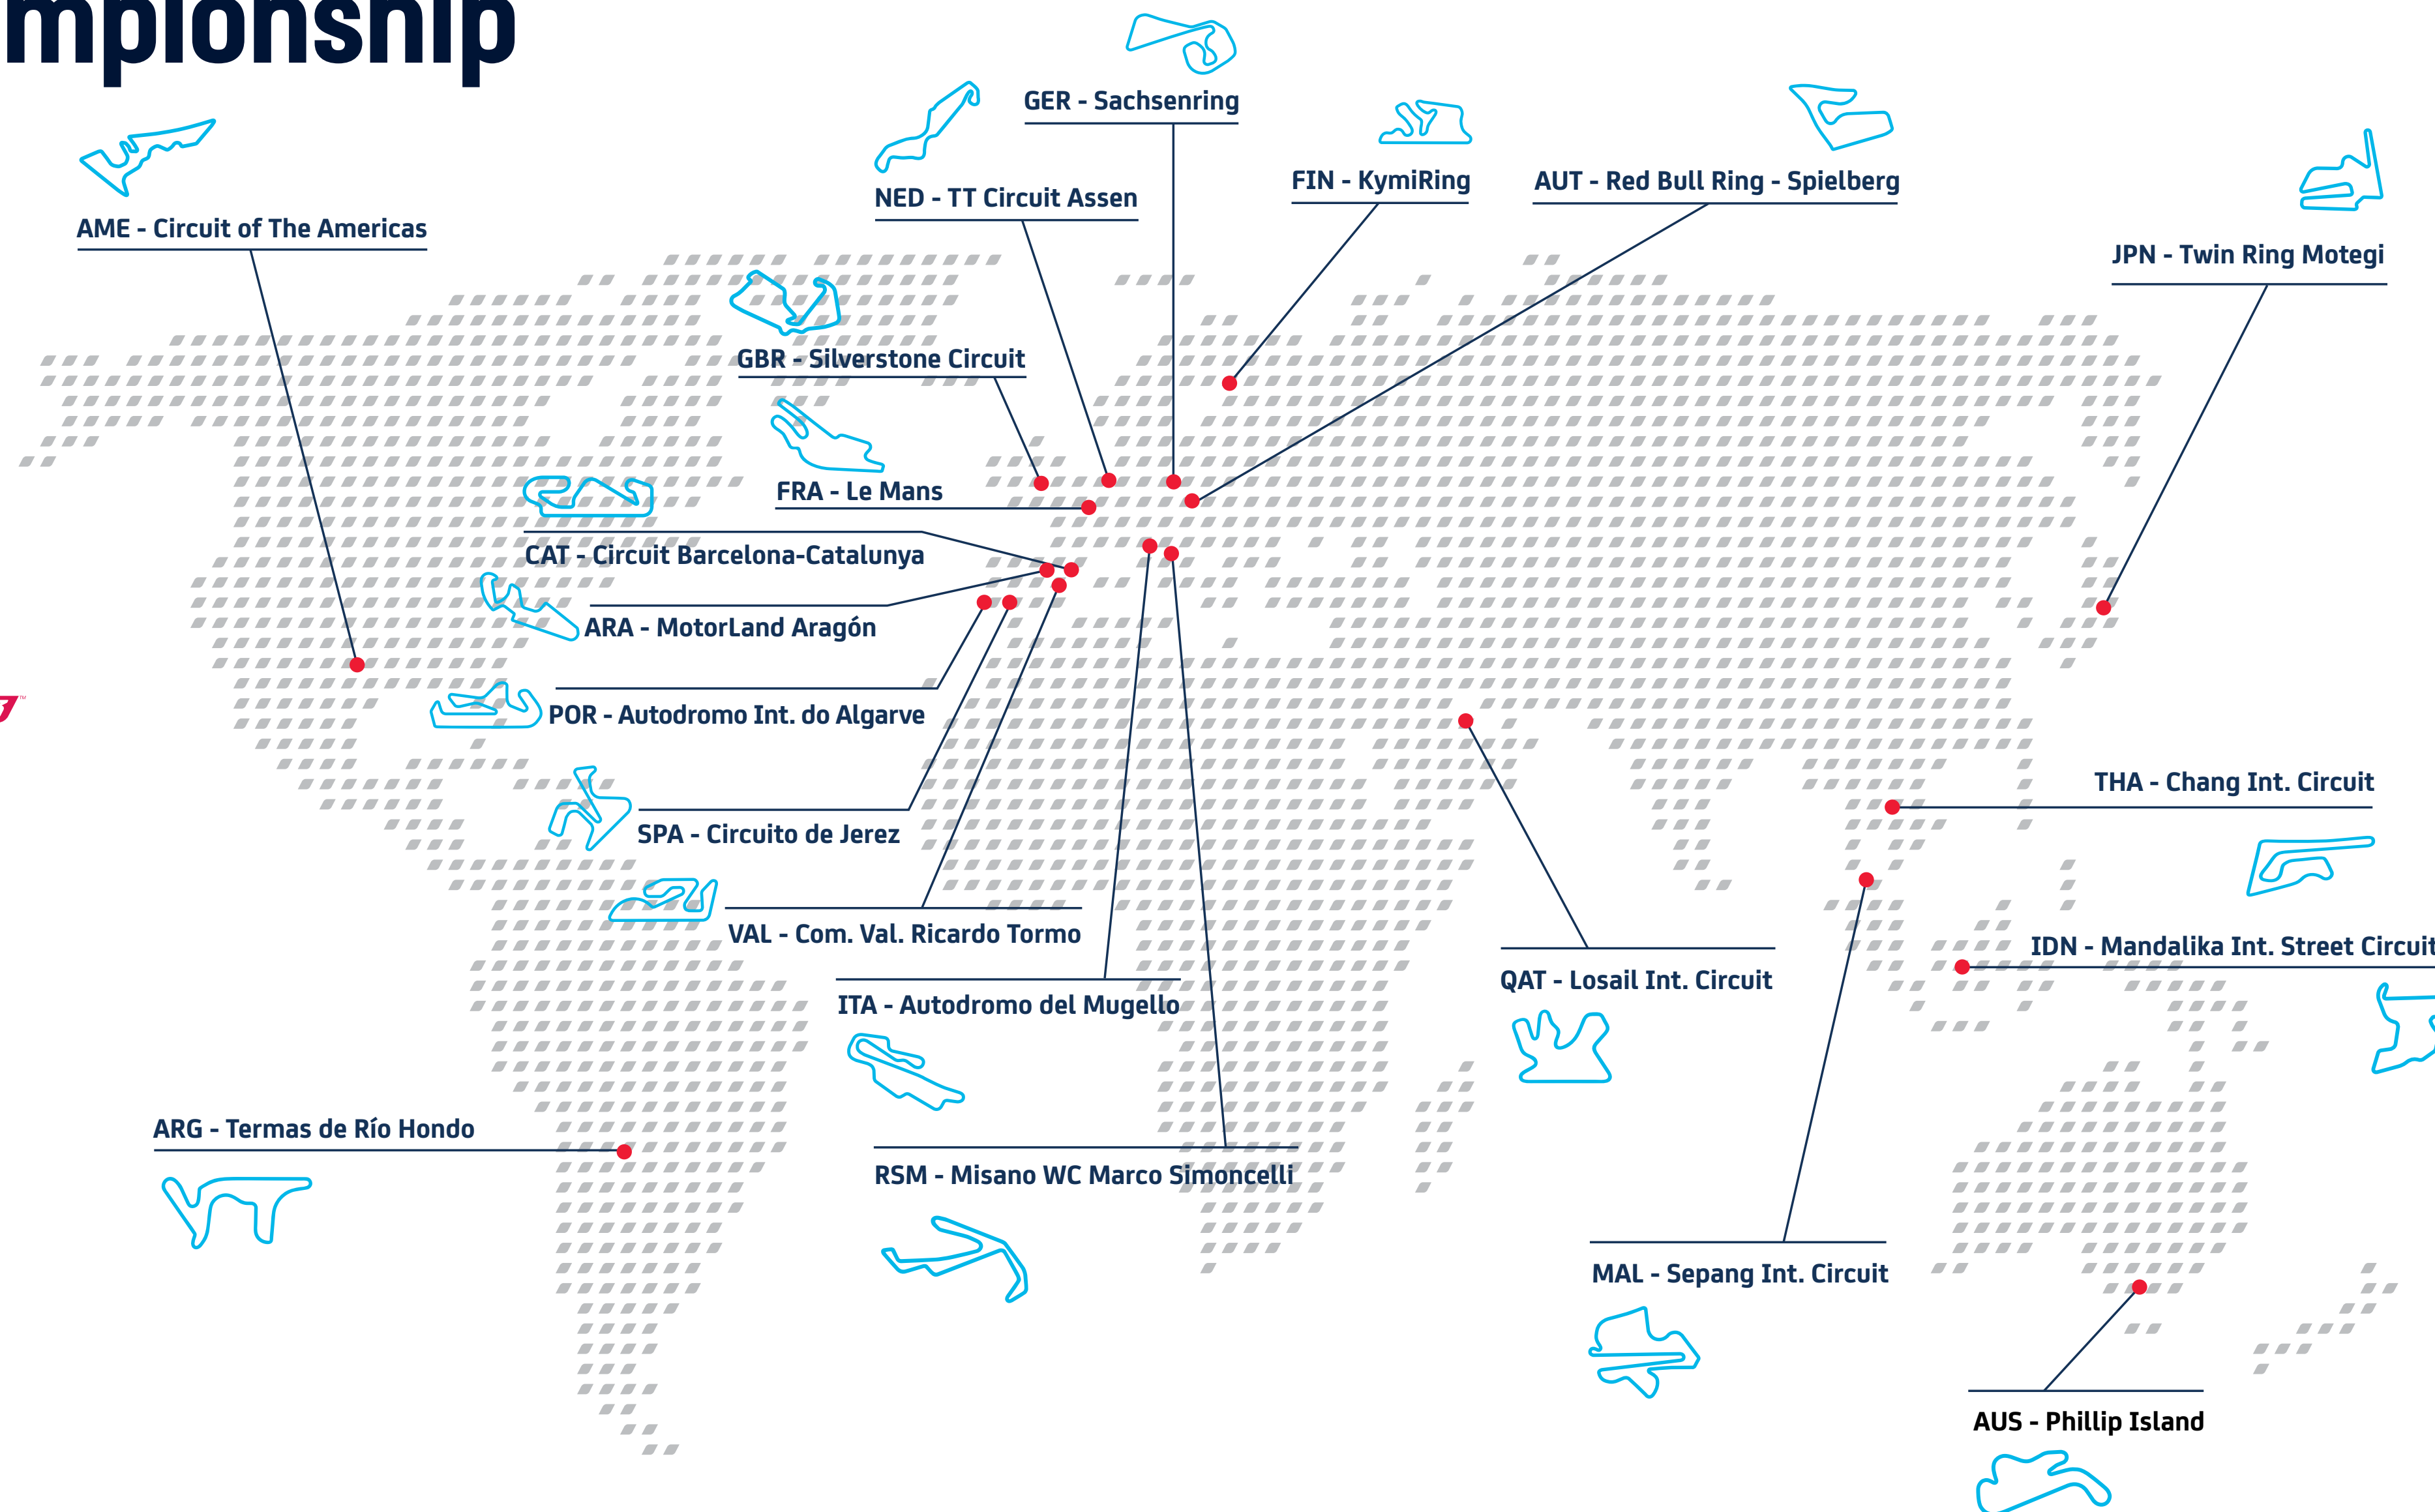 mpionship
GER - Sachsenring
FIN - KymiRing
AUT - Red Bull Ring - Spielberg
NED - TT Circuit Assen
AME - Circuit of The Americas
JPN - Twin Ring Motegi
GBR - Silverstone Circuit
FRA - Le Mans
CAT - Circuit Barcelona-Catalunya
ARA - MotorLand Aragón
POR - Autodromo Int. do Algarve
THA - Chang Int. Circuit
SPA - Circuito de Jerez
VAL - Com. Val. Ricardo Tormo
IDN - Mandalika Int. Street Circuit
QAT - Losail Int. Circuit
ITA - Autodromo del Mugello
ARG - Termas de Río Hondo
RSM - Misano WC Marco Simoncelli
MAL - Sepang Int. Circuit
AUS - Phillip Island